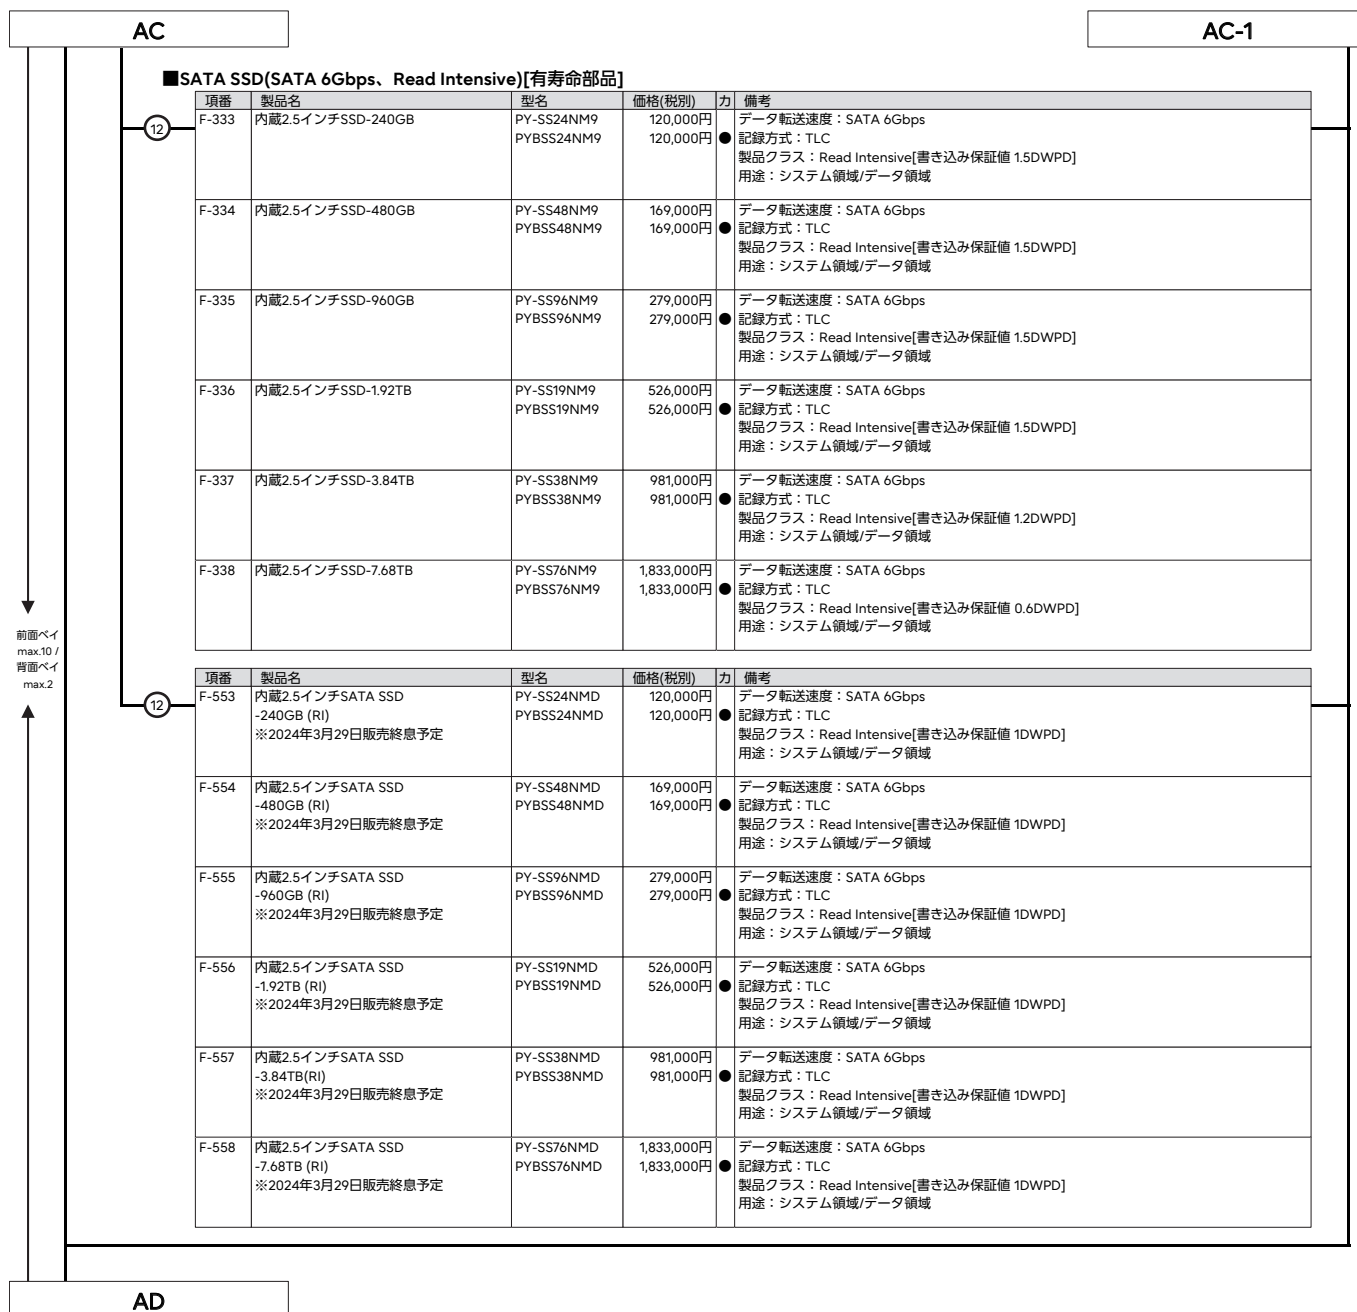 AC
AC-1
■SATA SSD(SATA 6Gbps、Read Intensive)[有寿命部品]
項番 製品名 型名 価格(税別) カ 備考
⑫ F-333 内蔵2.5インチSSD-240GB PY-SS24NM9 120,000円 データ転送速度：SATA 6Gbps
PYBSS24NM9 120,000円 ● 記録方式：TLC
製品クラス：Read Intensive[書き込み保証値 1.5DWPD]
用途：システム領域/データ領域
F-334 内蔵2.5インチSSD-480GB PY-SS48NM9 169,000円 データ転送速度：SATA 6Gbps
PYBSS48NM9 169,000円 ● 記録方式：TLC
製品クラス：Read Intensive[書き込み保証値 1.5DWPD]
用途：システム領域/データ領域
F-335 内蔵2.5インチSSD-960GB PY-SS96NM9 279,000円 データ転送速度：SATA 6Gbps
PYBSS96NM9 279,000円 ● 記録方式：TLC
製品クラス：Read Intensive[書き込み保証値 1.5DWPD]
用途：システム領域/データ領域
F-336 内蔵2.5インチSSD-1.92TB PY-SS19NM9 526,000円 データ転送速度：SATA 6Gbps
PYBSS19NM9 526,000円 ● 記録方式：TLC
製品クラス：Read Intensive[書き込み保証値 1.5DWPD]
用途：システム領域/データ領域
F-337 内蔵2.5インチSSD-3.84TB PY-SS38NM9 981,000円 データ転送速度：SATA 6Gbps
PYBSS38NM9 981,000円 ● 記録方式：TLC
製品クラス：Read Intensive[書き込み保証値 1.2DWPD]
用途：システム領域/データ領域
F-338 内蔵2.5インチSSD-7.68TB PY-SS76NM9 1,833,000円 データ転送速度：SATA 6Gbps
PYBSS76NM9 1,833,000円 ● 記録方式：TLC
製品クラス：Read Intensive[書き込み保証値 0.6DWPD]
用途：システム領域/データ領域
前面ベイ
max.10 /
背面ベイ
max.2
項番 製品名 型名 価格(税別) カ 備考
⑫ F-553 内蔵2.5インチSATA SSD PY-SS24NMD 120,000円 データ転送速度：SATA 6Gbps
-240GB (RI) PYBSS24NMD 120,000円 ● 記録方式：TLC
※2024年3月29日販売終息予定 製品クラス：Read Intensive[書き込み保証値 1DWPD]
用途：システム領域/データ領域
F-554 内蔵2.5インチSATA SSD PY-SS48NMD 169,000円 データ転送速度：SATA 6Gbps
-480GB (RI) PYBSS48NMD 169,000円 ● 記録方式：TLC
※2024年3月29日販売終息予定 製品クラス：Read Intensive[書き込み保証値 1DWPD]
用途：システム領域/データ領域
F-555 内蔵2.5インチSATA SSD PY-SS96NMD 279,000円 データ転送速度：SATA 6Gbps
-960GB (RI) PYBSS96NMD 279,000円 ● 記録方式：TLC
※2024年3月29日販売終息予定 製品クラス：Read Intensive[書き込み保証値 1DWPD]
用途：システム領域/データ領域
F-556 内蔵2.5インチSATA SSD PY-SS19NMD 526,000円 データ転送速度：SATA 6Gbps
-1.92TB (RI) PYBSS19NMD 526,000円 ● 記録方式：TLC
※2024年3月29日販売終息予定 製品クラス：Read Intensive[書き込み保証値 1DWPD]
用途：システム領域/データ領域
F-557 内蔵2.5インチSATA SSD PY-SS38NMD 981,000円 データ転送速度：SATA 6Gbps
-3.84TB(RI) PYBSS38NMD 981,000円 ● 記録方式：TLC
※2024年3月29日販売終息予定 製品クラス：Read Intensive[書き込み保証値 1DWPD]
用途：システム領域/データ領域
F-558 内蔵2.5インチSATA SSD PY-SS76NMD 1,833,000円 データ転送速度：SATA 6Gbps
-7.68TB (RI) PYBSS76NMD 1,833,000円 ● 記録方式：TLC
※2024年3月29日販売終息予定 製品クラス：Read Intensive[書き込み保証値 1DWPD]
用途：システム領域/データ領域
AD